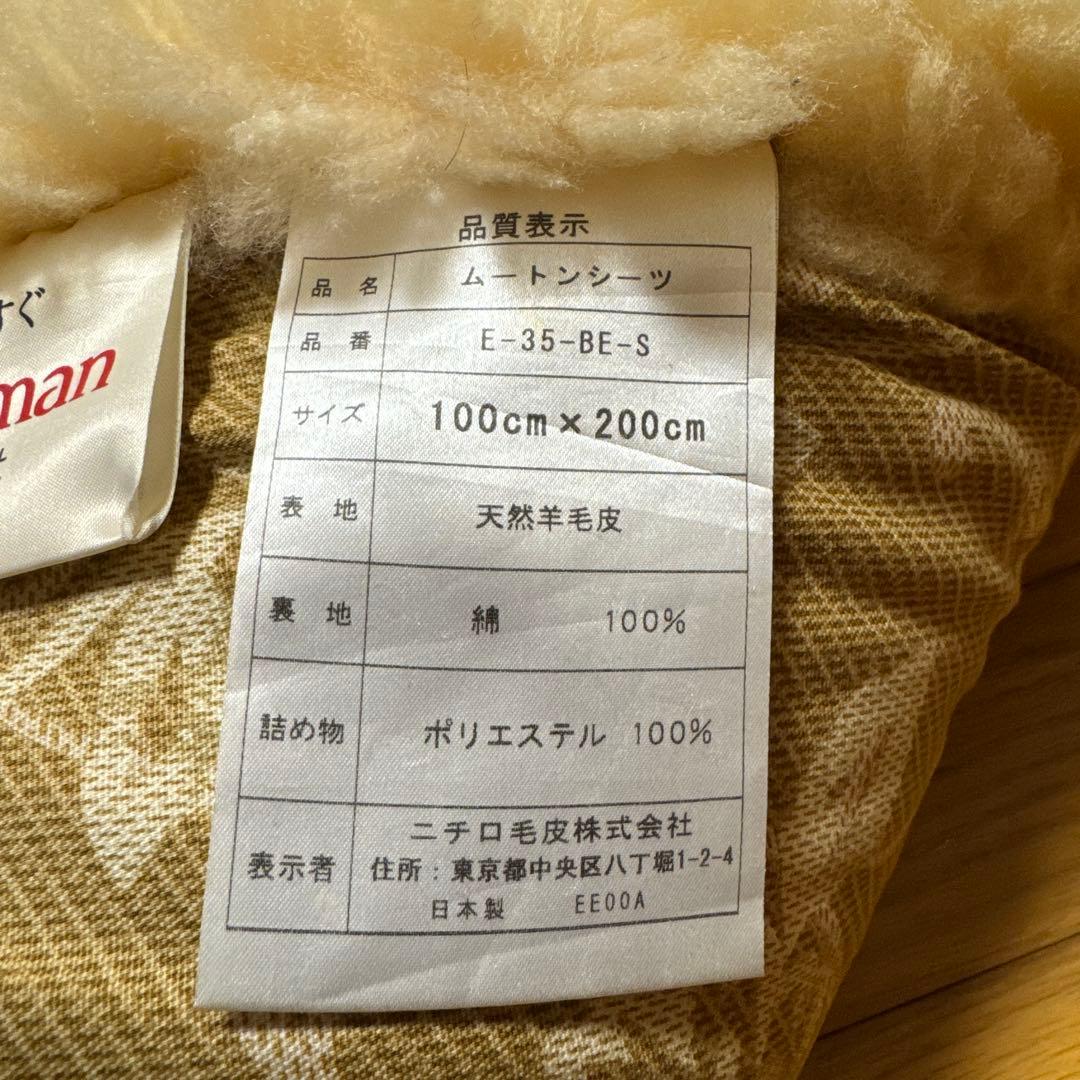 すぐ
man
品質表示
品名 ムートンシーツ
品番 E-35-BE-S
サイズ 100cm×200cm
表地 天然羊毛皮
裏地 綿 100%
詰め物 ポリエステル 100%
表示者 ニチロ毛皮株式会社
住所:東京都中央区八丁堀1-2-4
日本製 EE00A